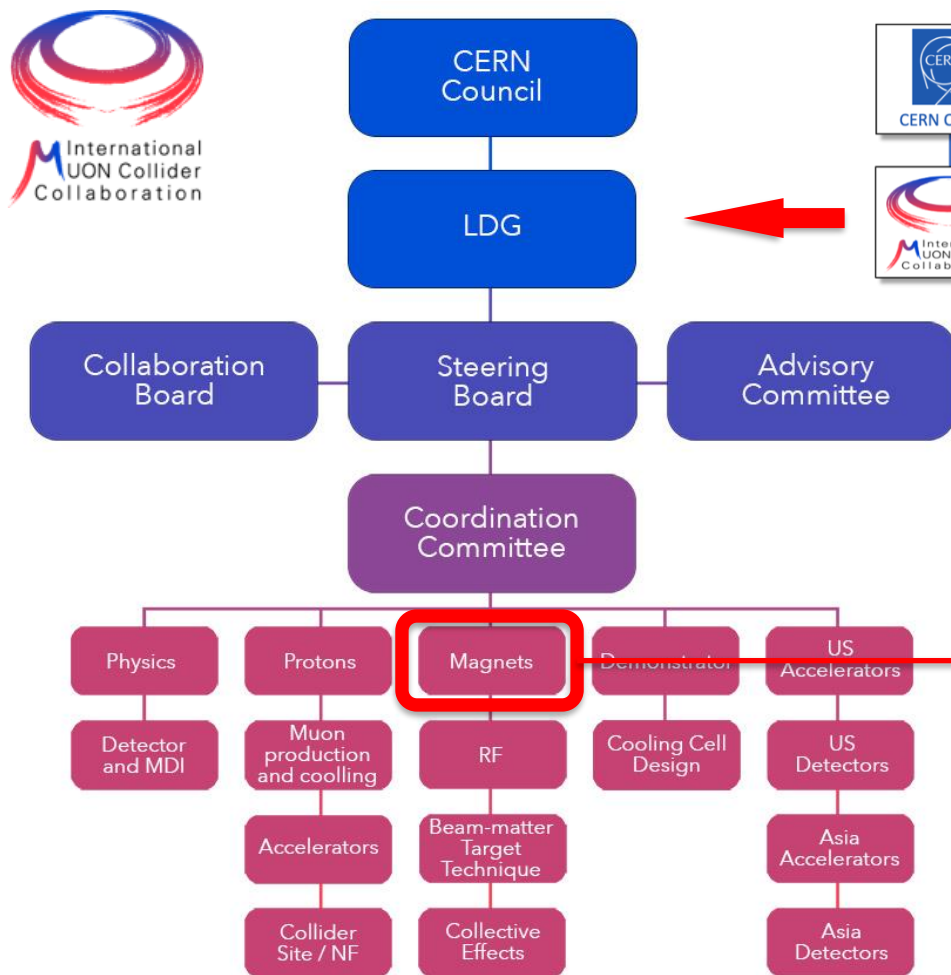 International
MUON Collider
Collaboration
CERN
Council
CERN
LDG
Collaboration
Board
Steering
Board
Advisory
Committee
Coordination
Committee
Physics
Protons
Magnets
Demonstrator
US
Accelerators
Detector
and MDI
Muon
production
and coolling
RF
Cooling Cell
Design
US
Detectors
Accelerators
Beam-matter
Target
Technique
Asia
Accelerators
Collider
Site / NF
Collective
Effects
Asia
Detectors